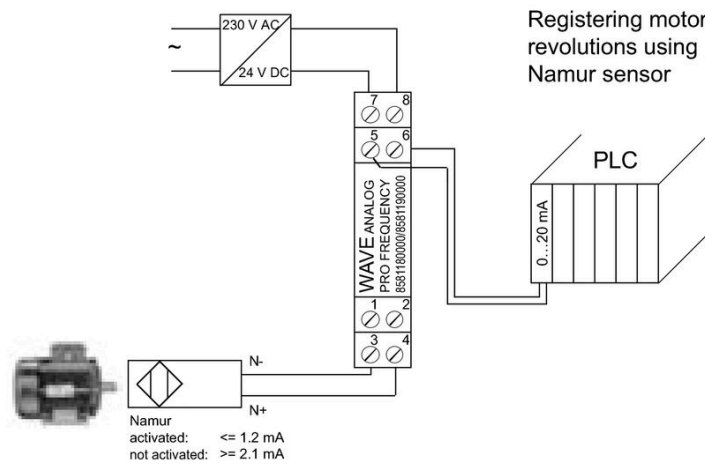 230 V AC
Registering motor
revolutions using
Namur sensor
~
24 V DC
7 8
5 6
PLC
WAVE ANALOG
PRO FREQUENCY
8581180000/8581190000
0...20 mA
1 2
3 4
N-
N+
Namur
activated: <= 1.2 mA
not activated: >= 2.1 mA